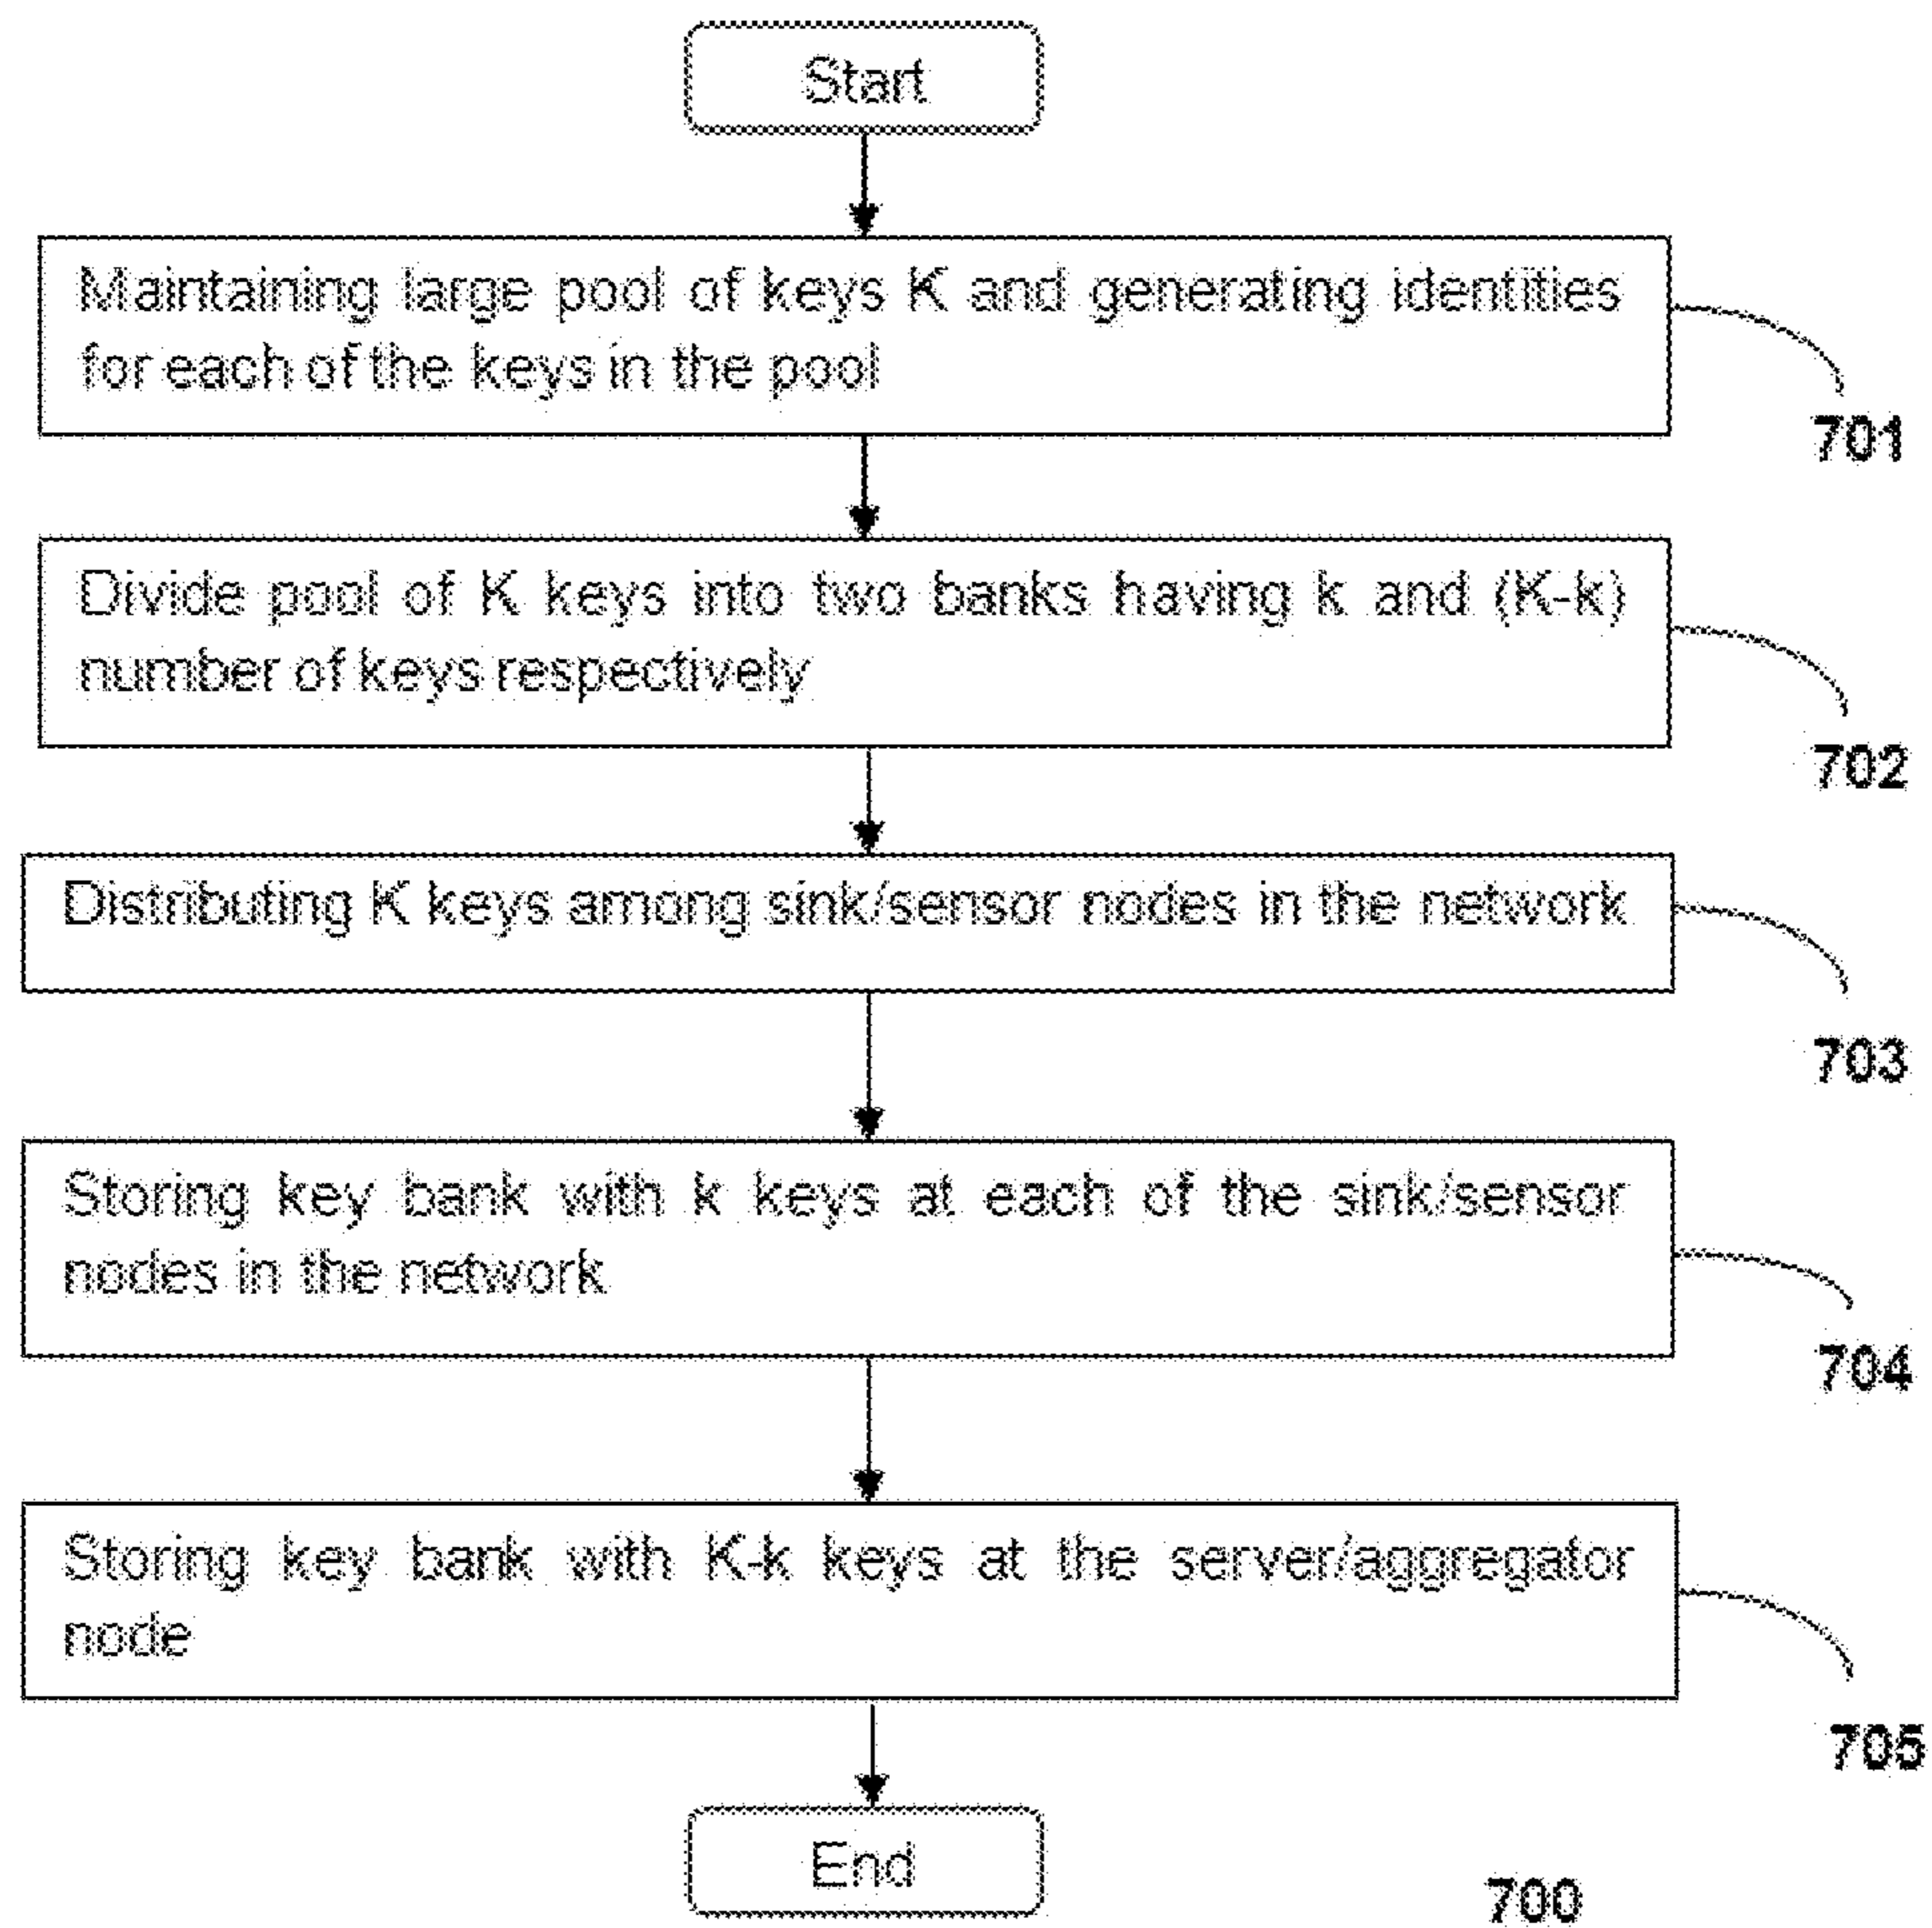 Start
Maintaining large pool of keys K and generating identities
for each of the keys in the pool
701
Divide pool of K keys into two banks having k and (K-k)
number of keys respectively
702
Distributing K keys among sink/sensor nodes in the network
703
Storing key bank with k keys at each of the sink/sensor
nodes in the network
704
Storing key bank with K-k keys at the server/aggregator
node
705
End
700